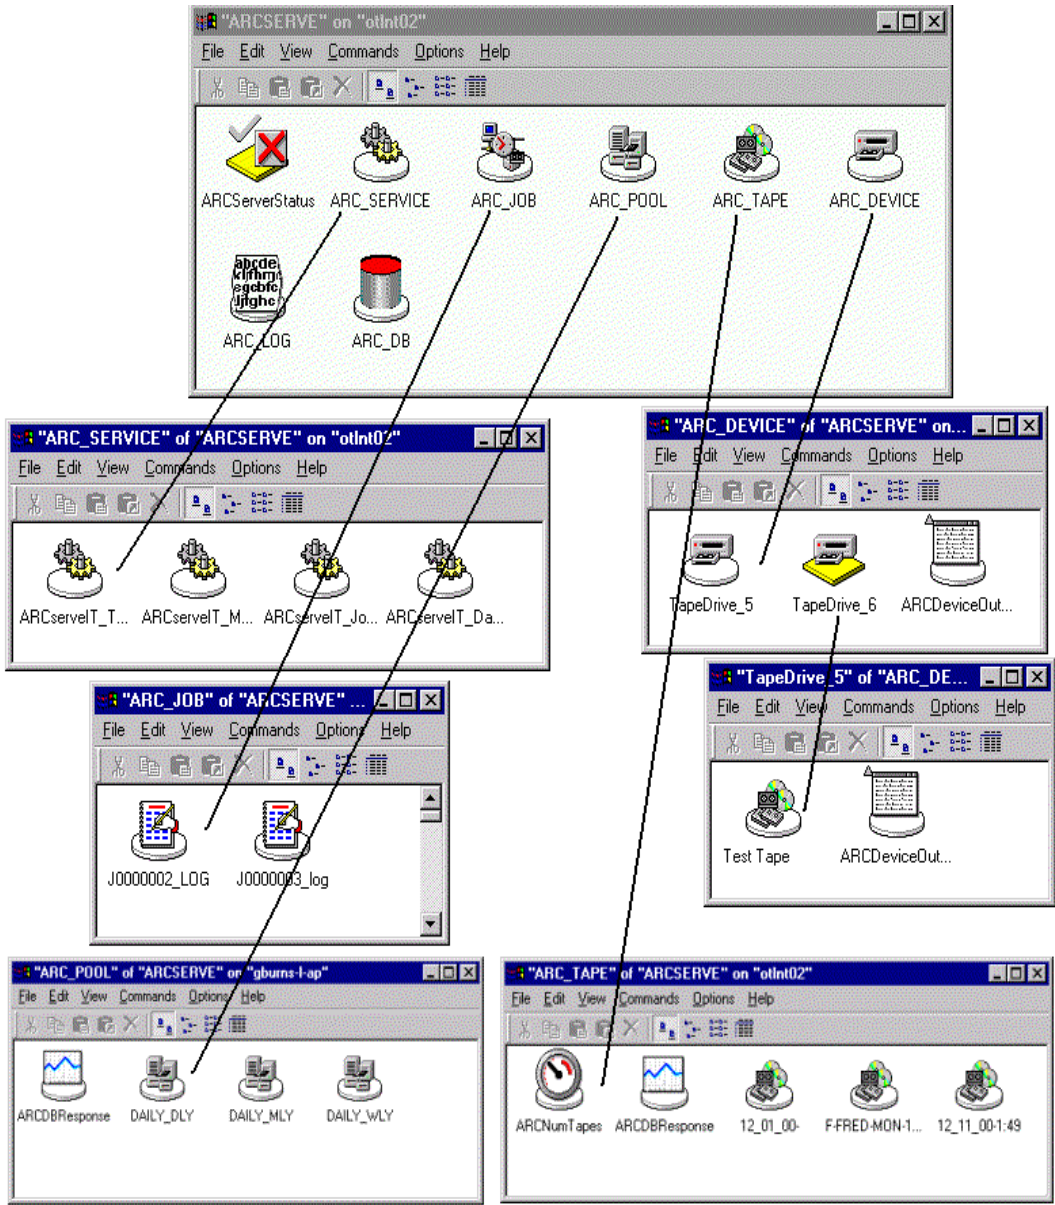 "ARCSERVE" on "otInt02"
File Edit View Commands Options Help
ARCServerStatus ARC_SERVICE ARC_JOB ARC_POOL ARC_TAPE ARC_DEVICE
abçde
ARC_LOG ARC_DB
"ARC_SERVICE" of "ARCSERVE" on "otInt02"
File Edit View Commands Options Help
ARCserveIT_T... ARCserveIT_M... ARCserveIT_Jo... ARCserveIT_Da...
"ARC_DEVICE" of "ARCSERVE" on...
File Edit View Commands Options Help
TapeDrive_5 TapeDrive_6 ARCDeviceOut...
"TapeDrive_5" of "ARC_DE...
File Edit View Commands Options Help
Test Tape ARCDeviceOut...
"ARC_JOB" of "ARCSERVE" ...
File Edit View Commands Options Help
J0000002_LOG J0000003_log
"ARC_POOL" of "ARCSERVE" on "gburns-l-ap"
File Edit View Commands Options Help
ARCDBResponse DAILY_DLY DAILY_MLY DAILY_WLY
"ARC_TAPE" of "ARCSERVE" on "otInt02"
File Edit View Commands Options Help
ARCNumTapes ARCDBResponse 12_01_00- F-FRED-MON-1... 12_11_00-1:49